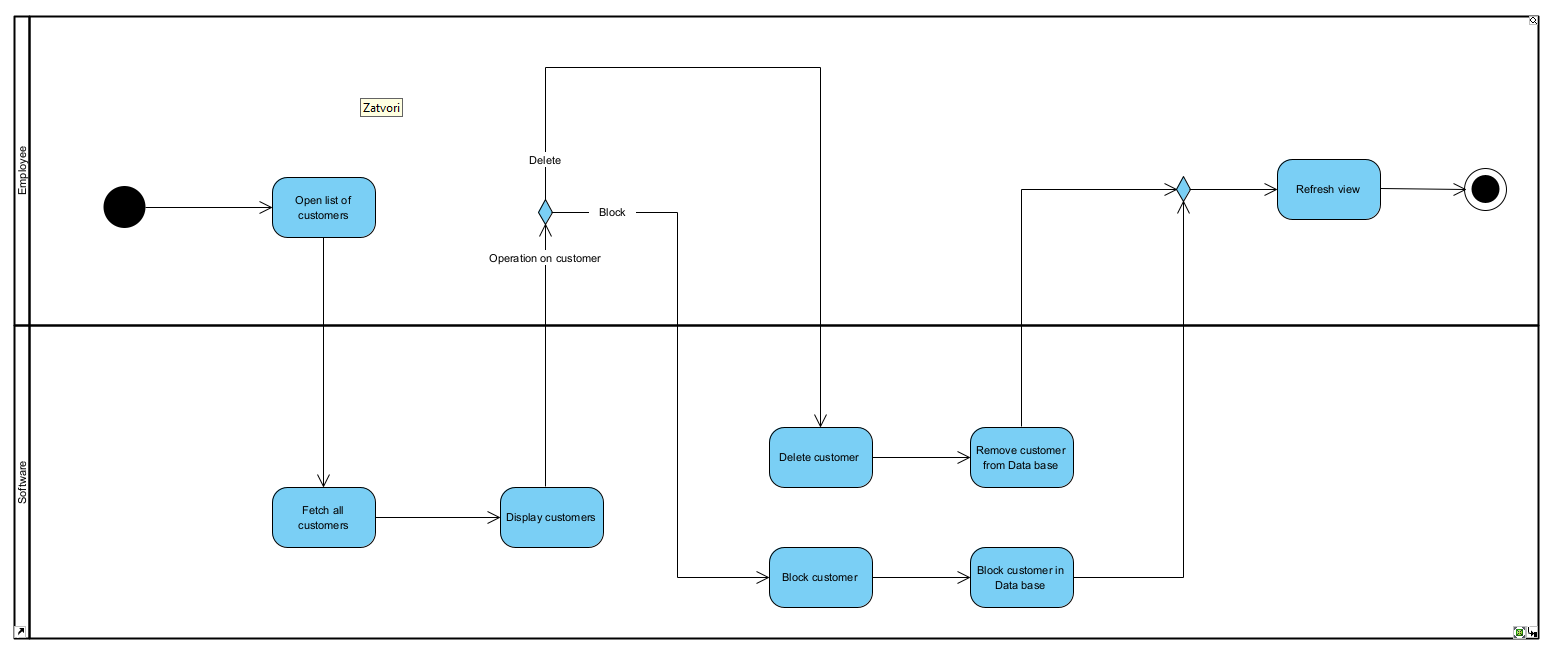 Employee
Zatvori
Delete
Block
Operation on customer
Open list of
customers
Refresh view
Software
Fetch all
customers
Display customers
Delete customer
Remove customer
from Data base
Block customer
Block customer in
Data base